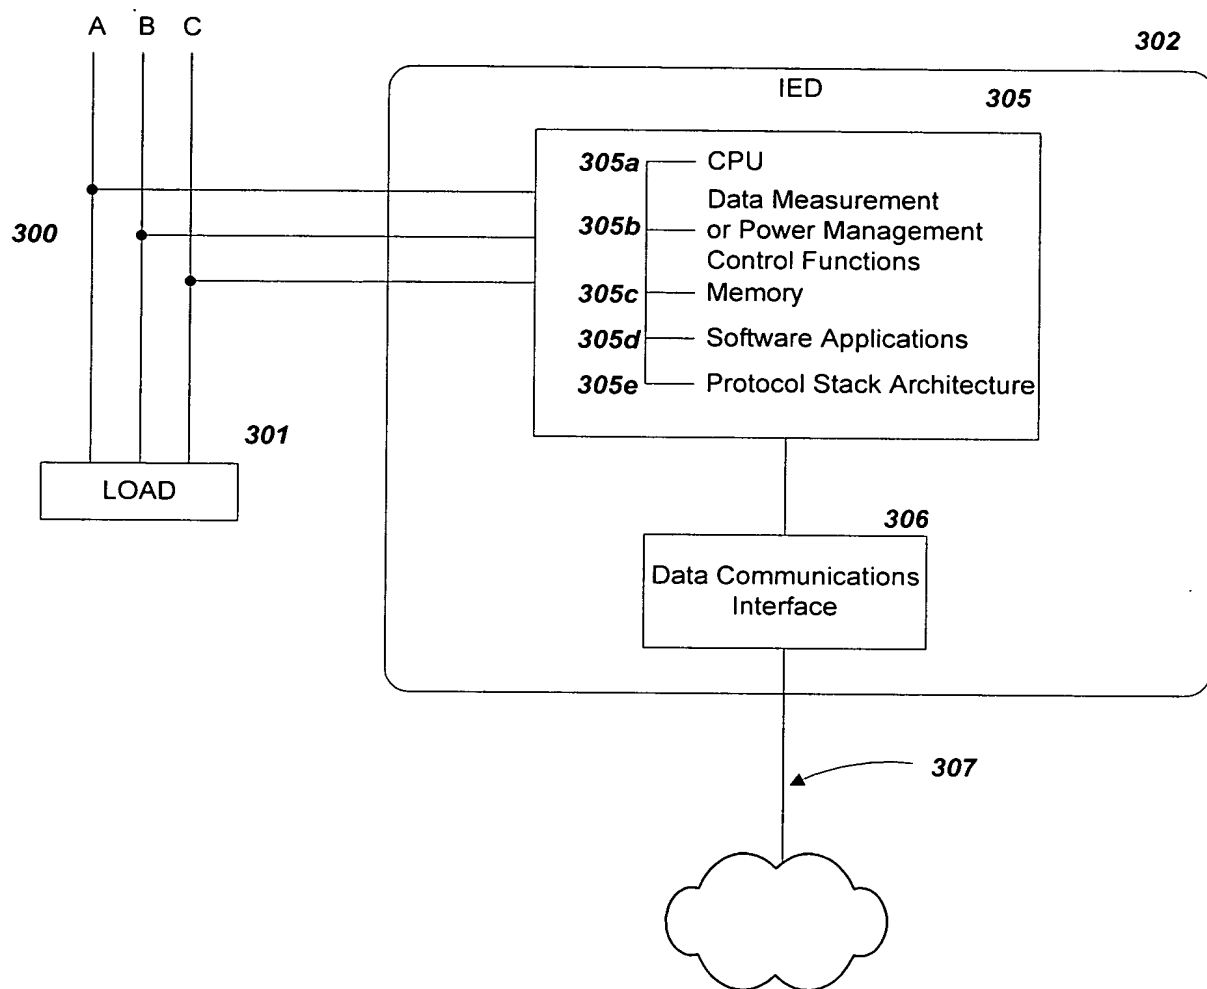 A B C
302
IED
305
305a CPU
Data Measurement
305b or Power Management
Control Functions
305c Memory
305d Software Applications
305e Protocol Stack Architecture
300
301
LOAD
306
Data Communications
Interface
307